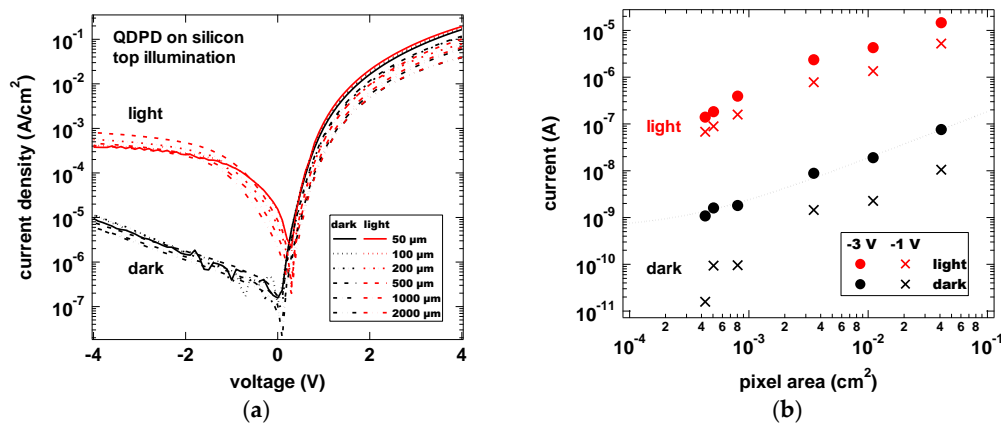 QDPD on silicon
top illumination
light
dark
dark light
50 µm
100 µm
200 µm
500 µm
1000 µm
2000 µm
current density (A/cm²)
10⁻¹
10⁻²
10⁻³
10⁻⁴
10⁻⁵
10⁻⁶
10⁻⁷
-4 -2 0 2 4
voltage (V)
(a)
current (A)
10⁻⁵
10⁻⁶
10⁻⁷
10⁻⁸
10⁻⁹
10⁻¹⁰
10⁻¹¹
light
dark
-3 V -1 V
light
dark
10⁻⁴ 2 4 6 8 10⁻³ 2 4 6 8 10⁻² 2 4 6 8 10⁻¹
pixel area (cm²)
(b)